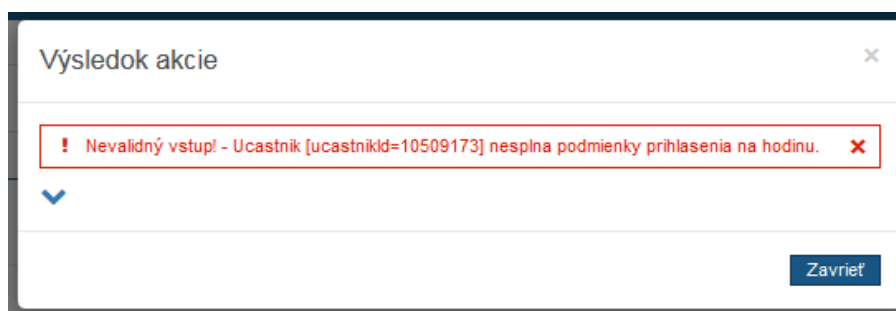 Výsledok akcie
! Nevalidný vstup! - Ucastnik [ucastnikId=10509173] nesplna podmienky prihlasenia na hodinu.
Zavrieť